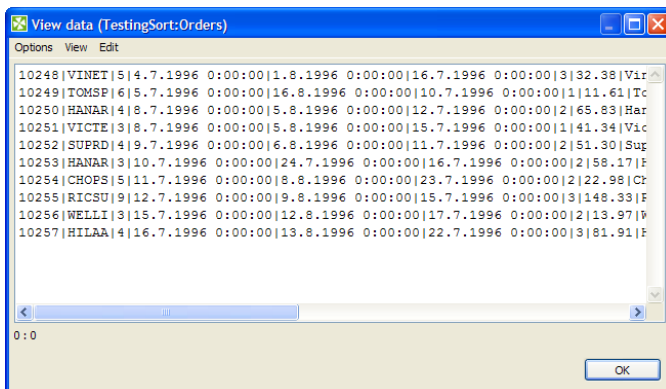 View data (TestingSort:Orders)
Options View Edit
10248|VINET|5|4.7.1996 0:00:00|1.8.1996 0:00:00|16.7.1996 0:00:00|3|32.38|Vin
10249|TOMSP|6|5.7.1996 0:00:00|16.8.1996 0:00:00|10.7.1996 0:00:00|1|11.61|To
10250|HANAR|4|8.7.1996 0:00:00|5.8.1996 0:00:00|12.7.1996 0:00:00|2|65.83|Han
10251|VICTE|3|8.7.1996 0:00:00|5.8.1996 0:00:00|15.7.1996 0:00:00|1|41.34|Vic
10252|SUPRD|4|9.7.1996 0:00:00|6.8.1996 0:00:00|11.7.1996 0:00:00|2|51.30|Sup
10253|HANAR|3|10.7.1996 0:00:00|24.7.1996 0:00:00|16.7.1996 0:00:00|2|58.17|H
10254|CHOPS|5|11.7.1996 0:00:00|8.8.1996 0:00:00|23.7.1996 0:00:00|2|22.98|Ch
10255|RICSU|9|12.7.1996 0:00:00|9.8.1996 0:00:00|15.7.1996 0:00:00|3|148.33|R
10256|WELLI|3|15.7.1996 0:00:00|12.8.1996 0:00:00|17.7.1996 0:00:00|2|13.97|W
10257|HILAA|4|16.7.1996 0:00:00|13.8.1996 0:00:00|22.7.1996 0:00:00|3|81.91|H
0 : 0
OK